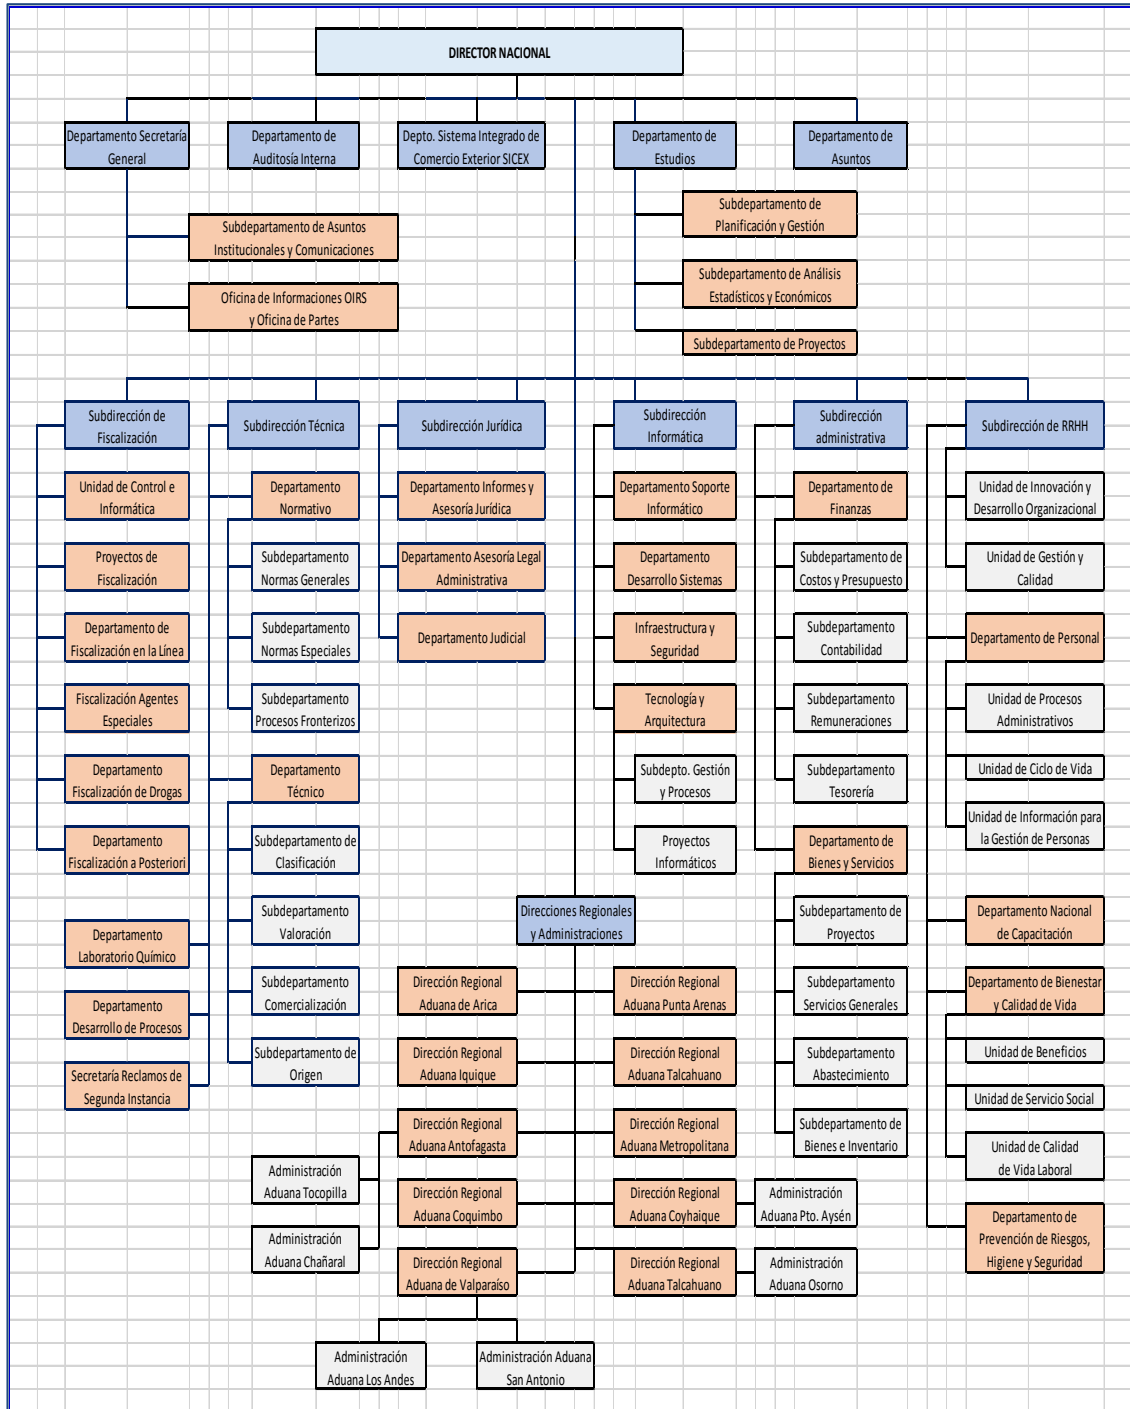 DIRECTOR NACIONAL
Departamento Secretaría
General
Departamento de
Auditosía Interna
Depto. Sistema Integrado de
Comercio Exterior SICEX
Departamento de
Estudios
Departamento de
Asuntos
Subdepartamento de Asuntos
Institucionales y Comunicaciones
Oficina de Informaciones OIRS
y Oficina de Partes
Subdepartamento de
Planificación y Gestión
Subdepartamento de Análisis
Estadísticos y Económicos
Subdepartamento de Proyectos
Subdirección de
Fiscalización
Unidad de Control e
Informática
Proyectos de
Fiscalización
Departamento de
Fiscalización en la Línea
Fiscalización Agentes
Especiales
Departamento
Fiscalización de Drogas
Departamento
Fiscalización a Posteriori
Departamento
Laboratorio Químico
Departamento
Desarrollo de Procesos
Secretaría Reclamos de
Segunda Instancia
Subdirección Técnica
Departamento
Normativo
Subdepartamento
Normas Generales
Subdepartamento
Normas Especiales
Subdepartamento
Procesos Fronterizos
Departamento
Técnico
Subdepartamento de
Clasificación
Subdepartamento
Valoración
Subdepartamento
Comercialización
Subdepartamento de
Origen
Subdirección Jurídica
Departamento Informes y
Asesoría Jurídica
Departamento Asesoría Legal
Administrativa
Departamento Judicial
Subdirección
Informática
Departamento Soporte
Informático
Departamento
Desarrollo Sistemas
Infraestructura y
Seguridad
Tecnología y
Arquitectura
Subdepto. Gestión
y Procesos
Proyectos
Informáticos
Subdirección
administrativa
Departamento de
Finanzas
Subdepartamento de
Costos y Presupuesto
Subdepartamento
Contabilidad
Subdepartamento
Remuneraciones
Subdepartamento
Tesorería
Departamento de
Bienes y Servicios
Subdepartamento de
Proyectos
Subdepartamento
Servicios Generales
Subdepartamento
Abastecimiento
Subdepartamento de
Bienes e Inventario
Subdirección de RRHH
Unidad de Innovación y
Desarrollo Organizacional
Unidad de Gestión y
Calidad
Departamento de Personal
Unidad de Procesos
Administrativos
Unidad de Ciclo de Vida
Unidad de Información para
la Gestión de Personas
Departamento Nacional
de Capacitación
Departamento de Bienestar
y Calidad de Vida
Unidad de Beneficios
Unidad de Servicio Social
Unidad de Calidad
de Vida Laboral
Departamento de
Prevención de Riesgos,
Higiene y Seguridad
Direcciones Regionales
y Administraciones
Dirección Regional
Aduana de Arica
Dirección Regional
Aduana Punta Arenas
Dirección Regional
Aduana Iquique
Dirección Regional
Aduana Talcahuano
Dirección Regional
Aduana Antofagasta
Dirección Regional
Aduana Metropolitana
Administración
Aduana Tocopilla
Dirección Regional
Aduana Coquimbo
Dirección Regional
Aduana Coyhaique
Administración
Aduana Pto. Aysén
Administración
Aduana Chañaral
Dirección Regional
Aduana de Valparaíso
Dirección Regional
Aduana Talcahuano
Administración
Aduana Osorno
Administración
Aduana Los Andes
Administración Aduana
San Antonio